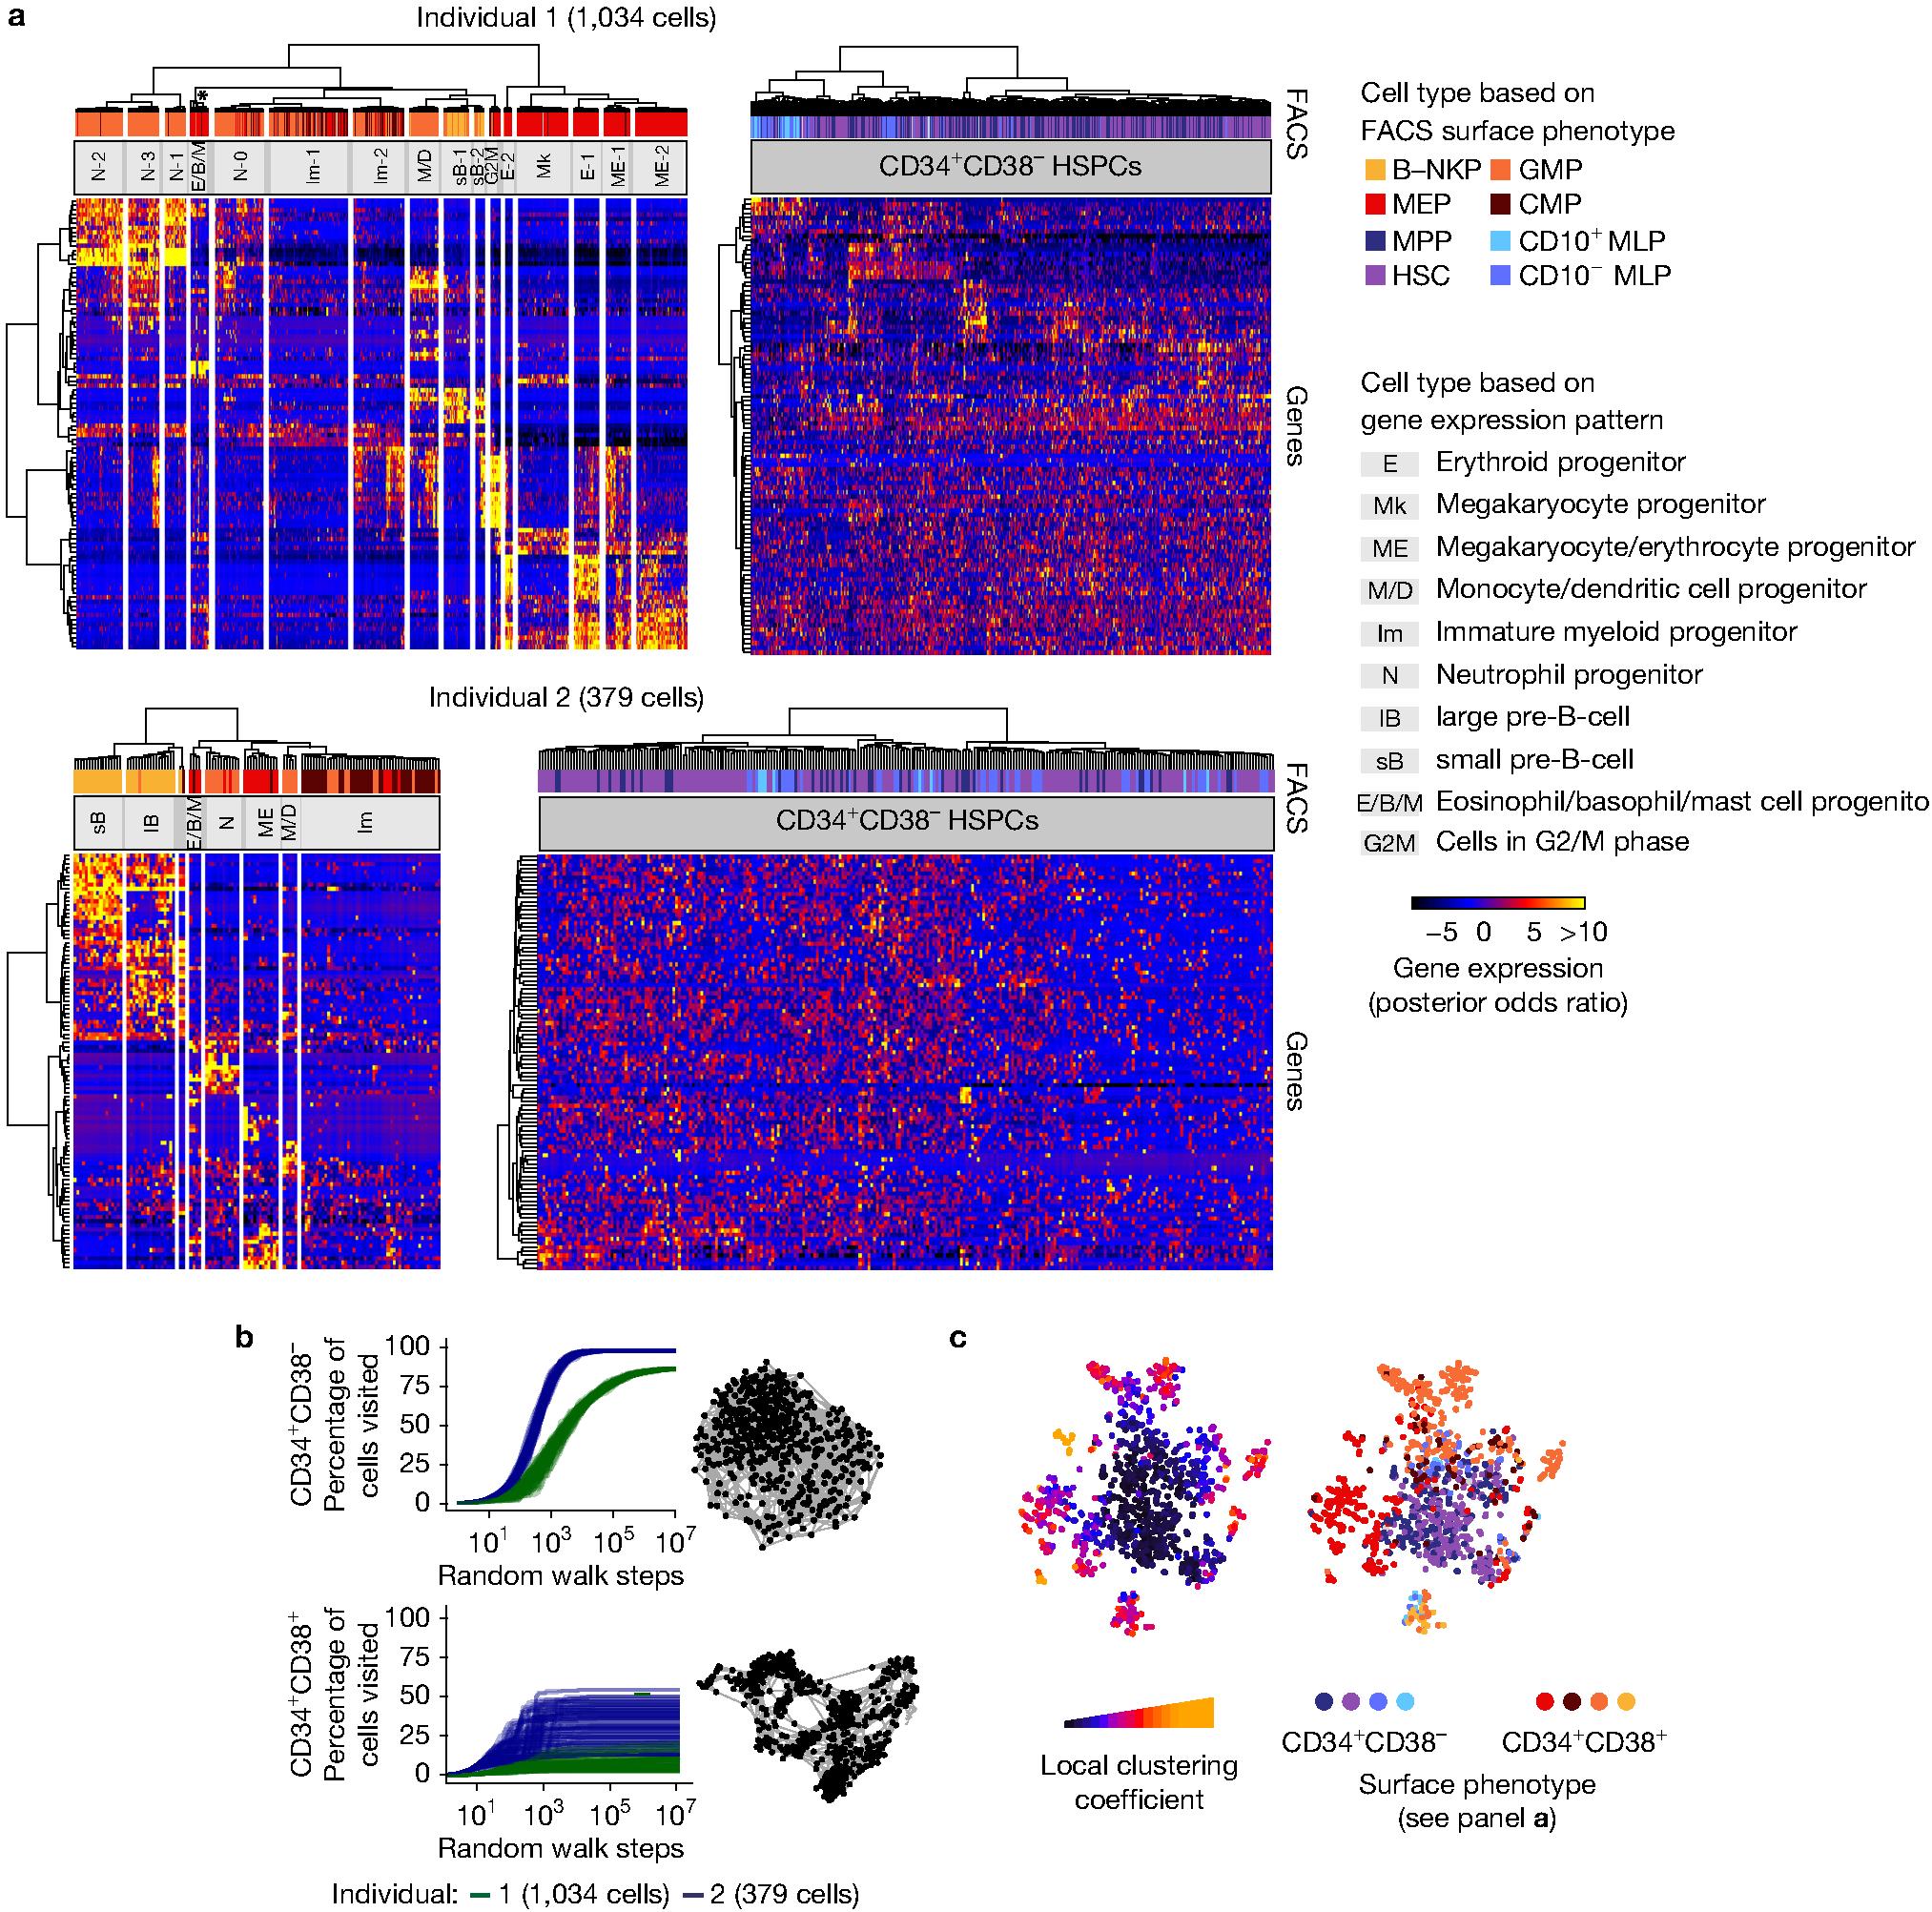 a
Individual 1 (1,034 cells)
N-2 N-3 N-1 E/B/M N-0 Im-1 Im-2 M/D sB-1 sB-2 G2M E-2 Mk E-1 ME-1 ME-2
*
CD34⁺CD38⁻ HSPCs
FACS
Genes
Individual 2 (379 cells)
sB lB E/B/M N ME M/D Im
CD34⁺CD38⁻ HSPCs
FACS
Genes
Cell type based on
FACS surface phenotype
B–NKP GMP
MEP CMP
MPP CD10⁺ MLP
HSC CD10⁻ MLP
Cell type based on
gene expression pattern
E Erythroid progenitor
Mk Megakaryocyte progenitor
ME Megakaryocyte/erythrocyte progenitor
M/D Monocyte/dendritic cell progenitor
Im Immature myeloid progenitor
N Neutrophil progenitor
lB large pre-B-cell
sB small pre-B-cell
E/B/M Eosinophil/basophil/mast cell progenito
G2M Cells in G2/M phase
−5 0 5 >10
Gene expression
(posterior odds ratio)
b
CD34⁺CD38⁻
Percentage of
cells visited
100
75
50
25
0
10¹ 10³ 10⁵ 10⁷
Random walk steps
CD34⁺CD38⁺
Percentage of
cells visited
100
75
50
25
0
10¹ 10³ 10⁵ 10⁷
Random walk steps
Individual: 1 (1,034 cells) 2 (379 cells)
c
Local clustering
coefficient
CD34⁺CD38⁻ CD34⁺CD38⁺
Surface phenotype
(see panel a)